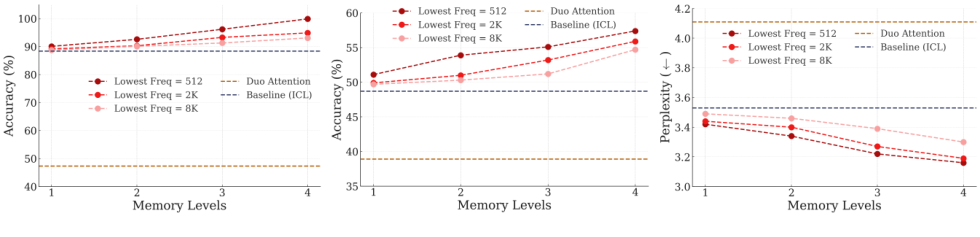 100
90
80
70
60
50
40
Accuracy (%)
Lowest Freq = 512
Lowest Freq = 2K
Lowest Freq = 8K
Duo Attention
Baseline (ICL)
1 2 3 4
Memory Levels
60
55
50
45
40
35
Accuracy (%)
Lowest Freq = 512
Lowest Freq = 2K
Lowest Freq = 8K
Duo Attention
Baseline (ICL)
1 2 3 4
Memory Levels
4.2
4.0
3.8
3.6
3.4
3.2
3.0
Perplexity (←)
Lowest Freq = 512
Lowest Freq = 2K
Lowest Freq = 8K
Duo Attention
Baseline (ICL)
1 2 3 4
Memory Levels